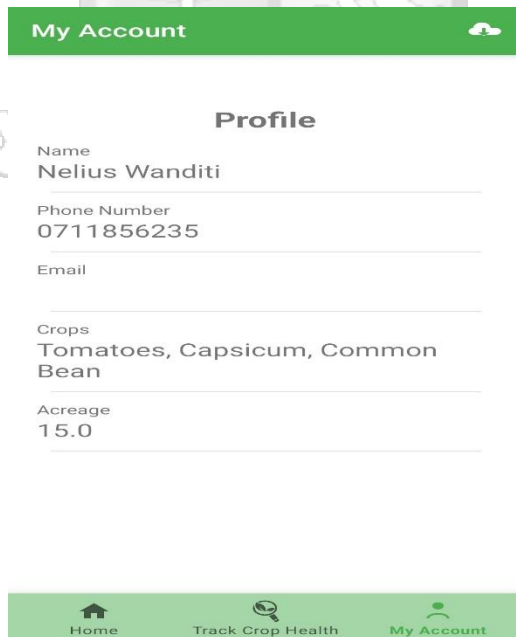 My Account
Profile
Name
Nelius Wanditi
Phone Number
0711856235
Email
Crops
Tomatoes, Capsicum, Common
Bean
Acreage
15.0
Home
Track Crop Health
My Account